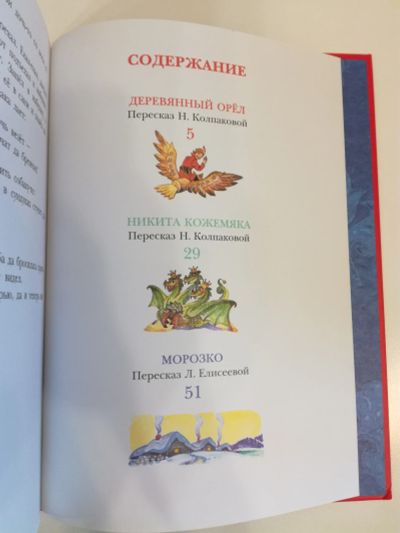 СОДЕРЖАНИЕ
ДЕРЕВЯННЫЙ ОРЁЛ
Пересказ Н. Колпаковой
5
НИКИТА КОЖЕМЯКА
Пересказ Н. Колпаковой
29
МОРОЗКО
Пересказ Л. Елисеевой
51